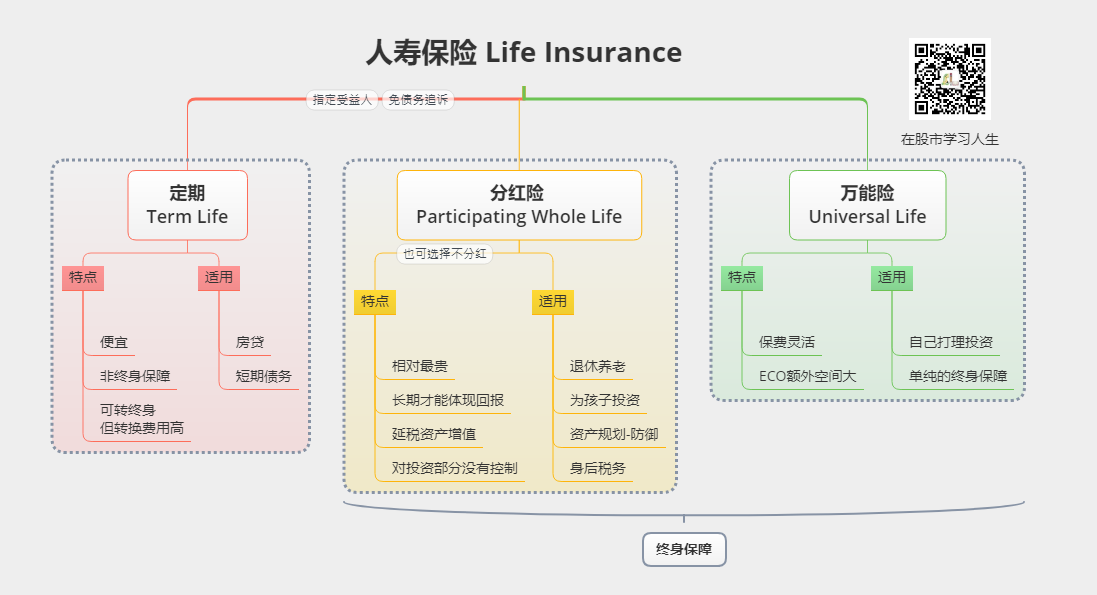 人寿保险 Life Insurance
指定受益人
免债务追诉
在股市学习人生
定期
Term Life
特点
便宜
非终身保障
可转终身
但转换费用高
适用
房贷
短期债务
分红险
Participating Whole Life
也可选择不分红
特点
相对最贵
长期才能体现回报
延税资产增值
对投资部分没有控制
适用
退休养老
为孩子投资
资产规划-防御
身后税务
万能险
Universal Life
特点
保费灵活
ECO额外空间大
适用
自己打理投资
单纯的终身保障
终身保障